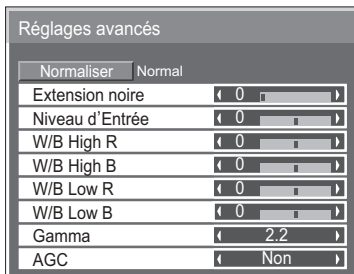 Réglages avancés
Normaliser Normal
Extension noire 0
Niveau d'Entrée 0
W/B High R 0
W/B High B 0
W/B Low R 0
W/B Low B 0
Gamma 2.2
AGC Non